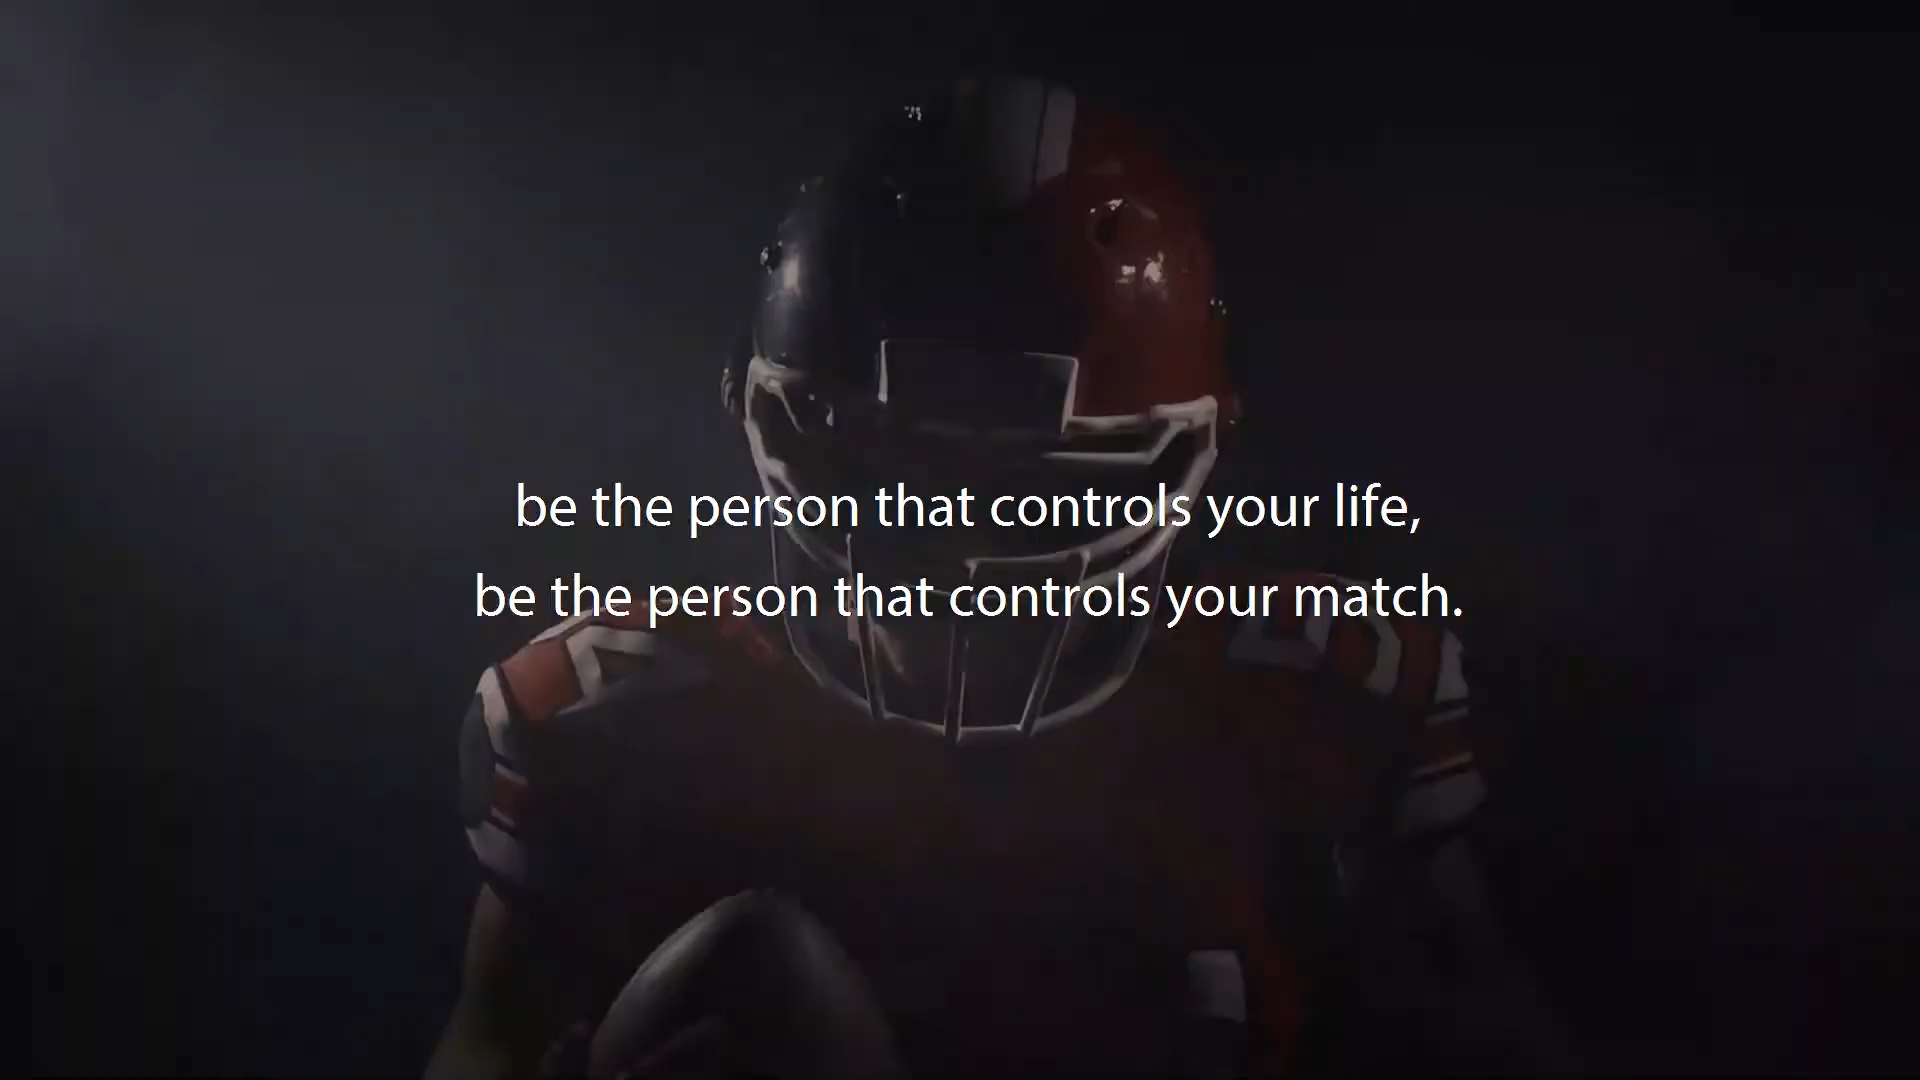 be the person that controls your life,
be the person that controls your match.